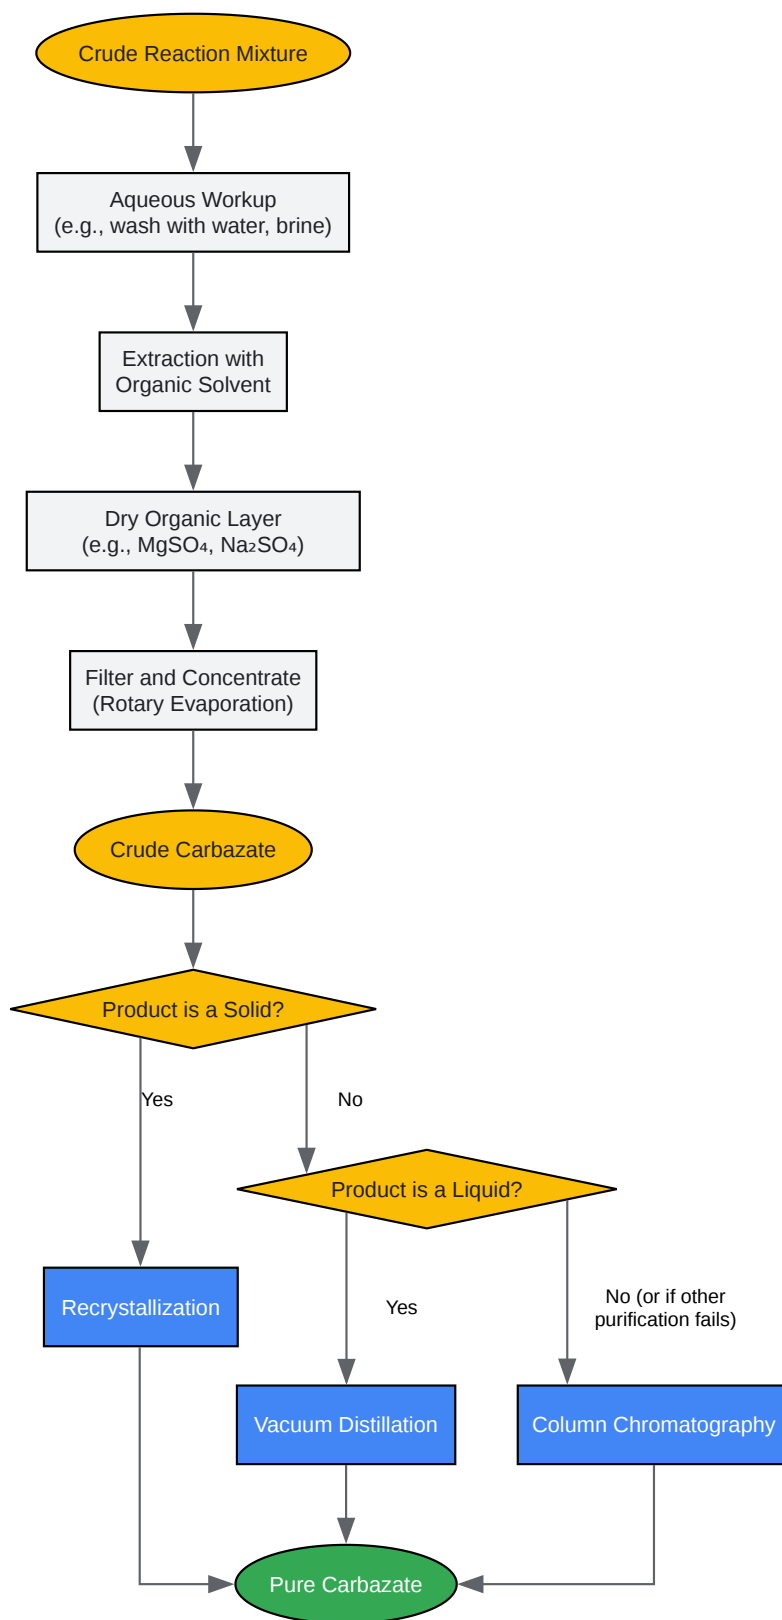 Crude Reaction Mixture
Aqueous Workup
(e.g., wash with water, brine)
Extraction with
Organic Solvent
Dry Organic Layer
(e.g., MgSO₄, Na₂SO₄)
Filter and Concentrate
(Rotary Evaporation)
Crude Carbazate
Product is a Solid?
Yes
No
Product is a Liquid?
Recrystallization
Yes
No (or if other
purification fails)
Vacuum Distillation
Column Chromatography
Pure Carbazate